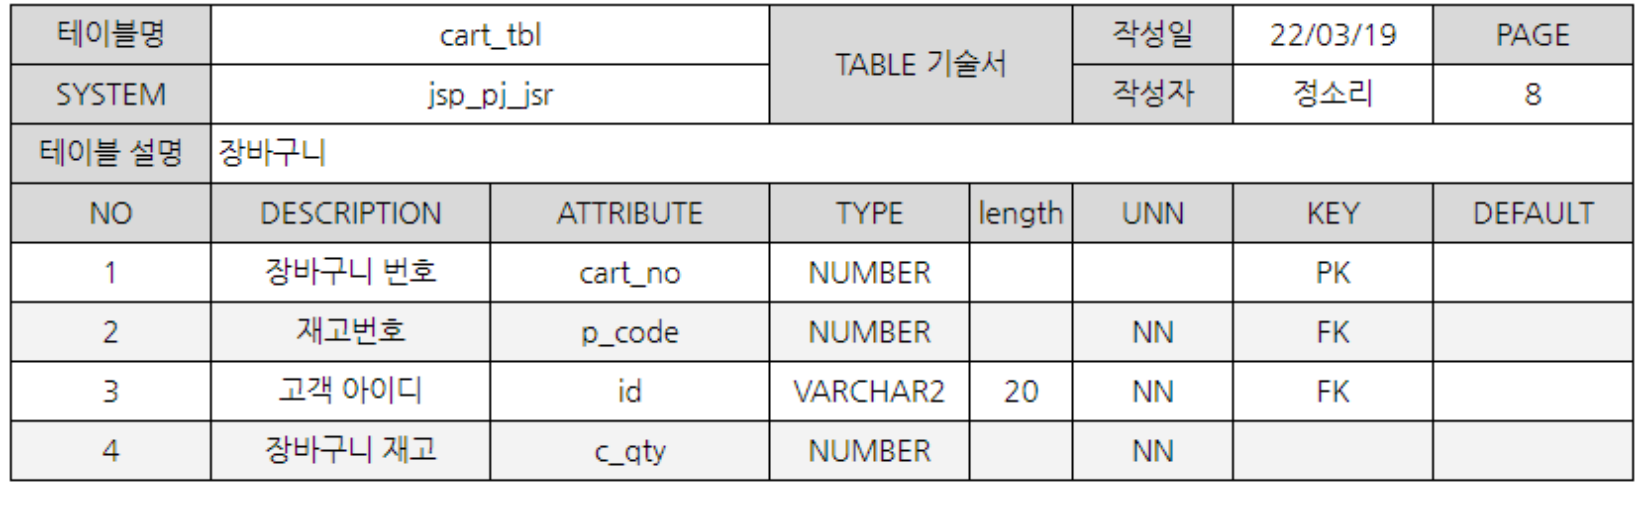 테이블명 cart_tbl TABLE 기술서 작성일 22/03/19 PAGE
SYSTEM jsp_pj_jsr 작성자 정소리 8
테이블 설명 장바구니
NO DESCRIPTION ATTRIBUTE TYPE length UNN KEY DEFAULT
1 장바구니 번호 cart_no NUMBER PK
2 재고번호 p_code NUMBER NN FK
3 고객 아이디 id VARCHAR2 20 NN FK
4 장바구니 재고 c_qty NUMBER NN